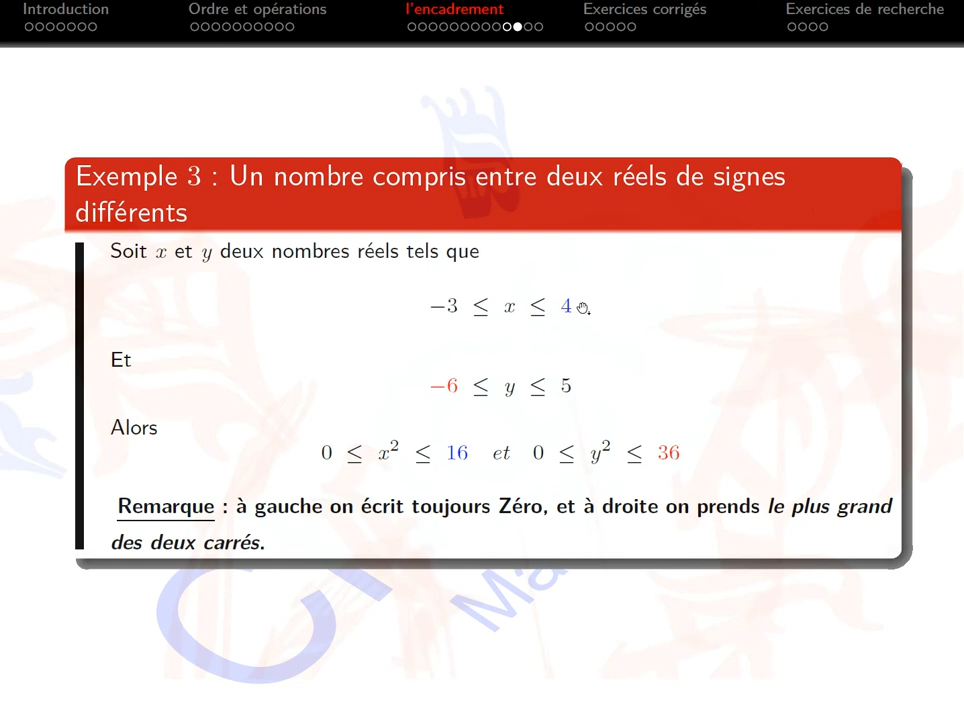 Introduction
Ordre et opérations
l'encadrement
Exercices corrigés
Exercices de recherche
Exemple 3 : Un nombre compris entre deux réels de signes
différents
Soit x et y deux nombres réels tels que
−3 ≤ x ≤ 4
Et
−6 ≤ y ≤ 5
Alors
0 ≤ x² ≤ 16 et 0 ≤ y² ≤ 36
Remarque : à gauche on écrit toujours Zéro, et à droite on prends le plus grand
des deux carrés.